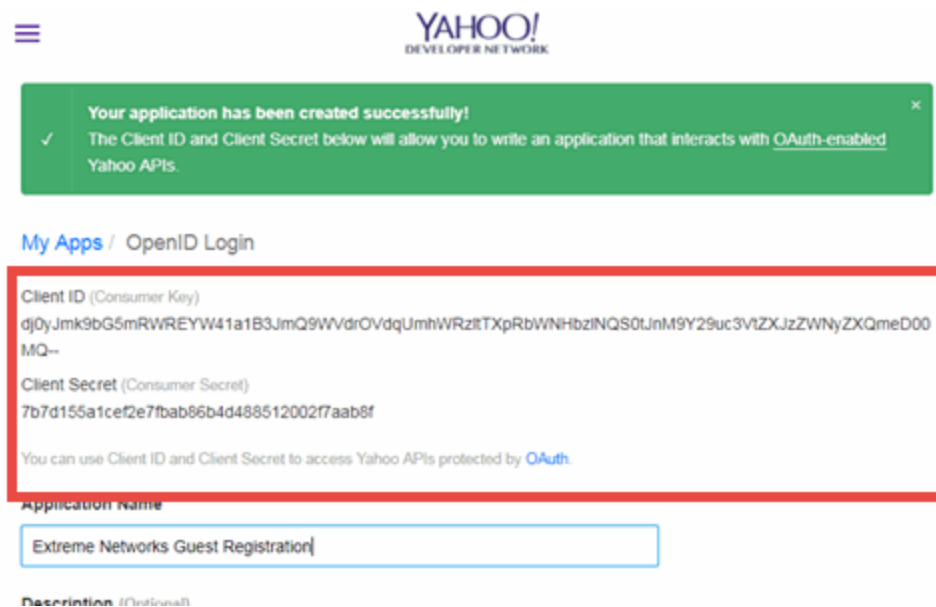 YAHOO!
DEVELOPER NETWORK
Your application has been created successfully!
×
✓ The Client ID and Client Secret below will allow you to write an application that interacts with OAuth-enabled
Yahoo APIs.
My Apps / OpenID Login
Client ID (Consumer Key)
dj0yJmk9bG5mRWREYW41a1B3JmQ9WVdrOVdqUmhWRzltTXpRbWNHbzlNQS0tJnM9Y29uc3VtZXJzZWNyZXQmeD00
MQ--
Client Secret (Consumer Secret)
7b7d155a1cef2e7fbab86b4d488512002f7aab8f
You can use Client ID and Client Secret to access Yahoo APIs protected by OAuth.
Application Name
Extreme Networks Guest Registration
Description (Optional)